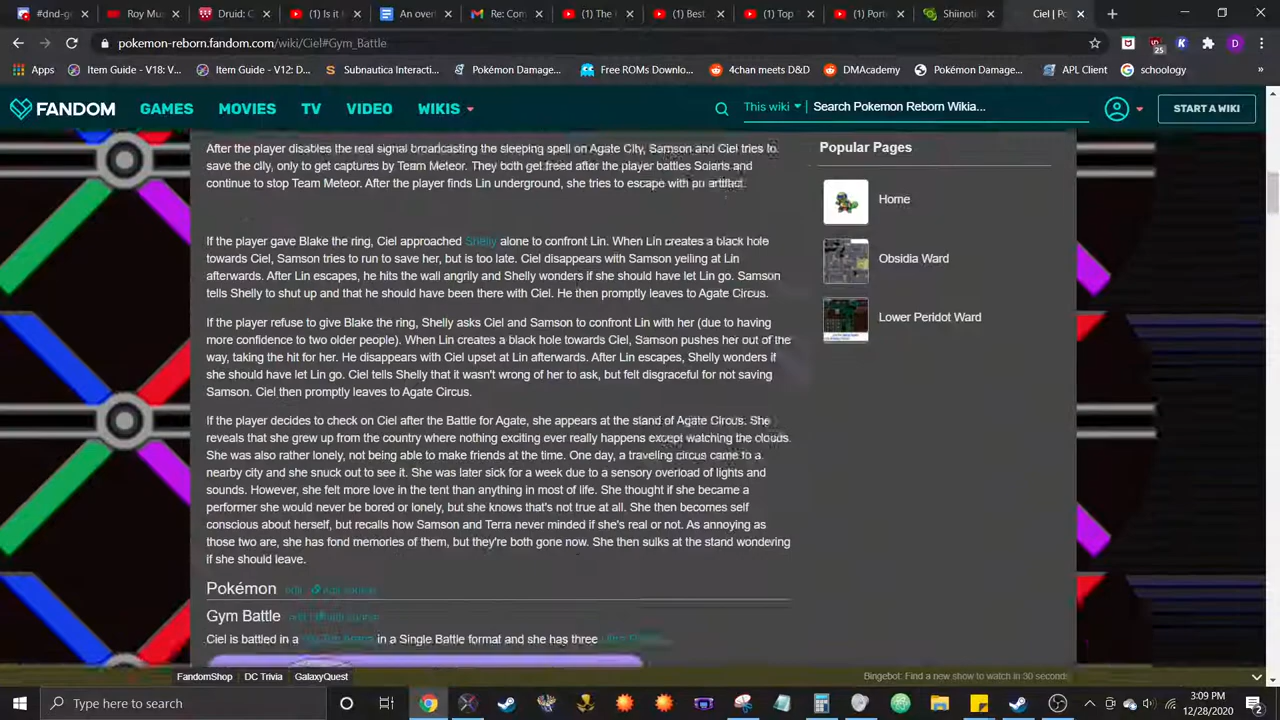 #dnd-ge
Roy Mus
(1) Is it r
An overt
Re: Com
(1) The l
(1) Best
(1) Top
(1) Port
Shiinotic
Ciel | Po
pokemon-reborn.fandom.com/wiki/Ciel#Gym_Battle
25
D
Apps
Item Guide - V18: V...
Item Guide - V12: D...
Subnautica Interac...
Pokémon Damage...
Free ROMs Downlo...
4chan meets D&D
DMAcademy
Pokémon Damage...
APL Client
schoology
»
FANDOM
GAMES
MOVIES
TV
VIDEO
WIKIS
This wiki
Search Pokemon Reborn Wikia...
START A WIKI
After the player disables the real signal broadcasting the sleeping spell on Agate City, Samson and Ciel tries to
save the city, only to get captures by Team Meteor. They both get freed after the player battles Solaris and
continue to stop Team Meteor. After the player finds Lin underground, she tries to escape with an artifact.
If the player gave Blake the ring, Ciel approached Shelly alone to confront Lin. When Lin creates a black hole
towards Ciel, Samson tries to run to save her, but is too late. Ciel disappears with Samson yelling at Lin
afterwards. After Lin escapes, he hits the wall angrily and Shelly wonders if she should have let Lin go. Samson
tells Shelly to shut up and that he should have been there with Ciel. He then promptly leaves to Agate Circus.
If the player refuse to give Blake the ring, Shelly asks Ciel and Samson to confront Lin with her (due to having
more confidence to two older people). When Lin creates a black hole towards Ciel, Samson pushes her out of the
way, taking the hit for her. He disappears with Ciel upset at Lin afterwards. After Lin escapes, Shelly wonders if
she should have let Lin go. Ciel tells Shelly that it wasn't wrong of her to ask, but felt disgraceful for not saving
Samson. Ciel then promptly leaves to Agate Circus.
If the player decides to check on Ciel after the Battle for Agate, she appears at the stand of Agate Circus. She
reveals that she grew up from the country where nothing exciting ever really happens except watching the clouds.
She was also rather lonely, not being able to make friends at the time. One day, a traveling circus came to a
nearby city and she snuck out to see it. She was later sick for a week due to a sensory overload of lights and
sounds. However, she felt more love in the tent than anything in most of life. She thought if she became a
performer she would never be bored or lonely, but she knows that's not true at all. She then becomes self
conscious about herself, but recalls how Samson and Terra never minded if she's real or not. As annoying as
those two are, she has fond memories of them, but they're both gone now. She then sulks at the stand wondering
if she should leave.
Pokémon
Gym Battle
Ciel is battled in a in a Single Battle format and she has three
Popular Pages
Home
Obsidia Ward
Lower Peridot Ward
FandomShop
DC Trivia
GalaxyQuest
Bingebot: Find a new show to watch in 30 second:
Type here to search
3:09 PM
12/28/2020